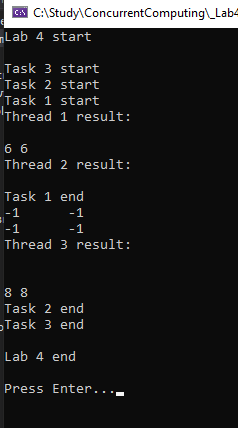 C:\Study\ConcurrentComputing\_Lab4
Lab 4 start
Task 3 start
Task 2 start
Task 1 start
Thread 1 result:
6 6
Thread 2 result:
Task 1 end
-1 -1
-1 -1
Thread 3 result:
8 8
Task 2 end
Task 3 end
Lab 4 end
Press Enter...